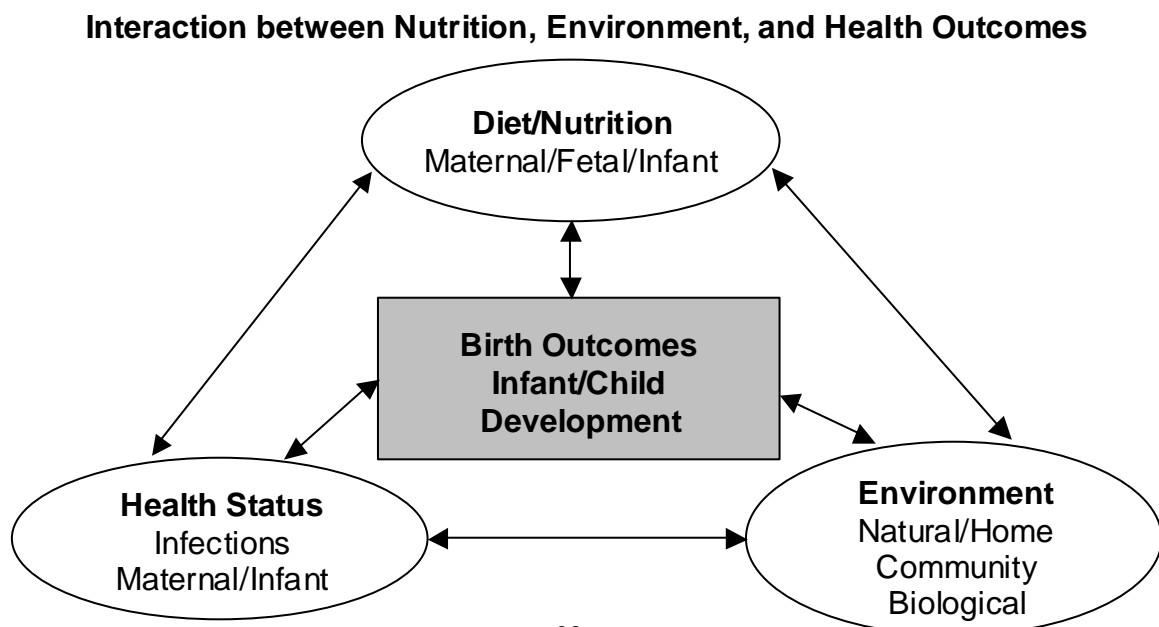 Interaction between Nutrition, Environment, and Health Outcomes
Diet/Nutrition
Maternal/Fetal/Infant
Birth Outcomes
Infant/Child
Development
Health Status
Infections
Maternal/Infant
Environment
Natural/Home
Community
Biological